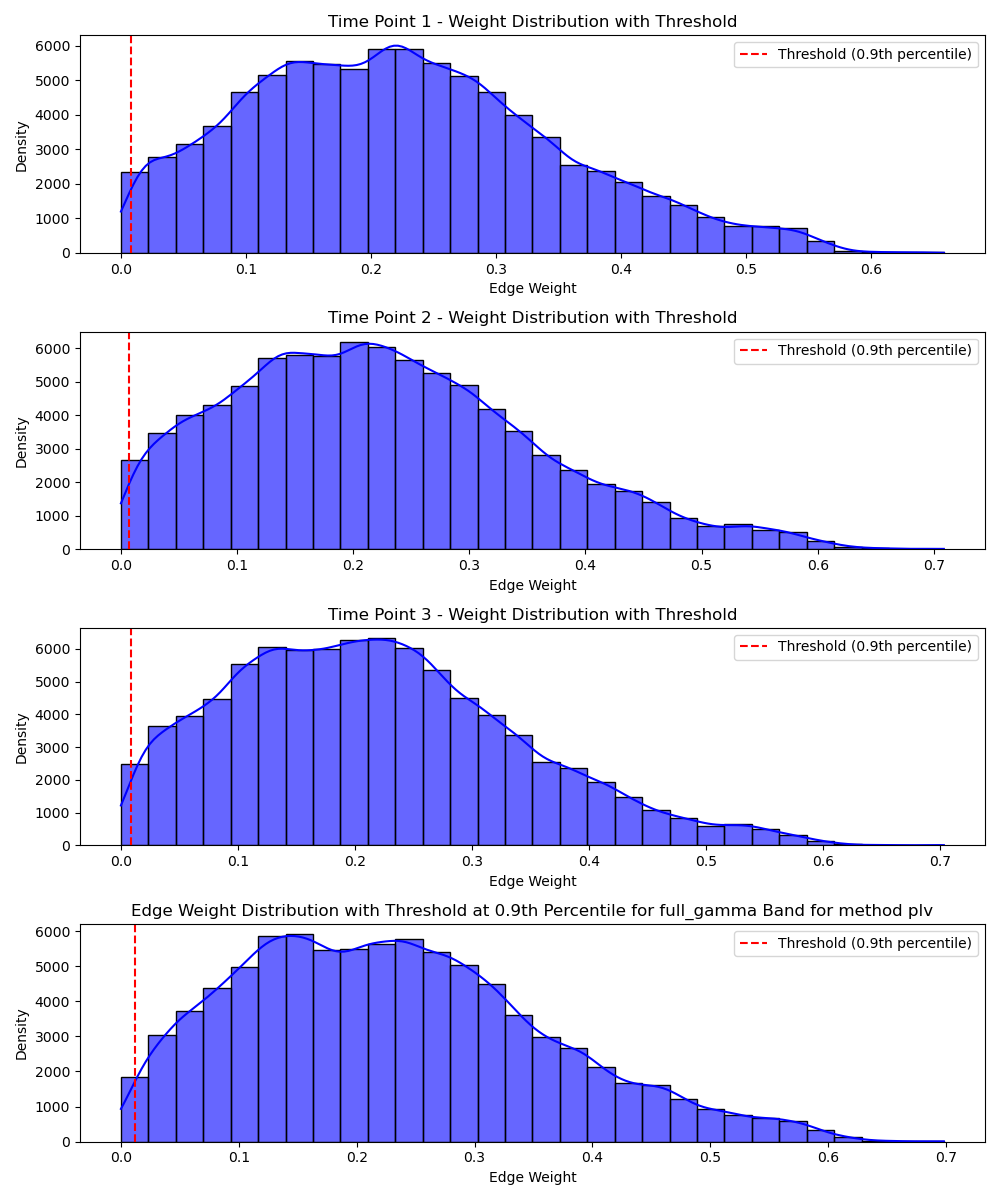 Time Point 1 - Weight Distribution with Threshold
Threshold (0.9th percentile)
Density
6000
5000
4000
3000
2000
1000
0
0.0 0.1 0.2 0.3 0.4 0.5 0.6
Edge Weight
Time Point 2 - Weight Distribution with Threshold
Threshold (0.9th percentile)
Density
6000
5000
4000
3000
2000
1000
0
0.0 0.1 0.2 0.3 0.4 0.5 0.6 0.7
Edge Weight
Time Point 3 - Weight Distribution with Threshold
Threshold (0.9th percentile)
Density
6000
5000
4000
3000
2000
1000
0
0.0 0.1 0.2 0.3 0.4 0.5 0.6 0.7
Edge Weight
Edge Weight Distribution with Threshold at 0.9th Percentile for full_gamma Band for method plv
Threshold (0.9th percentile)
Density
6000
5000
4000
3000
2000
1000
0
0.0 0.1 0.2 0.3 0.4 0.5 0.6 0.7
Edge Weight